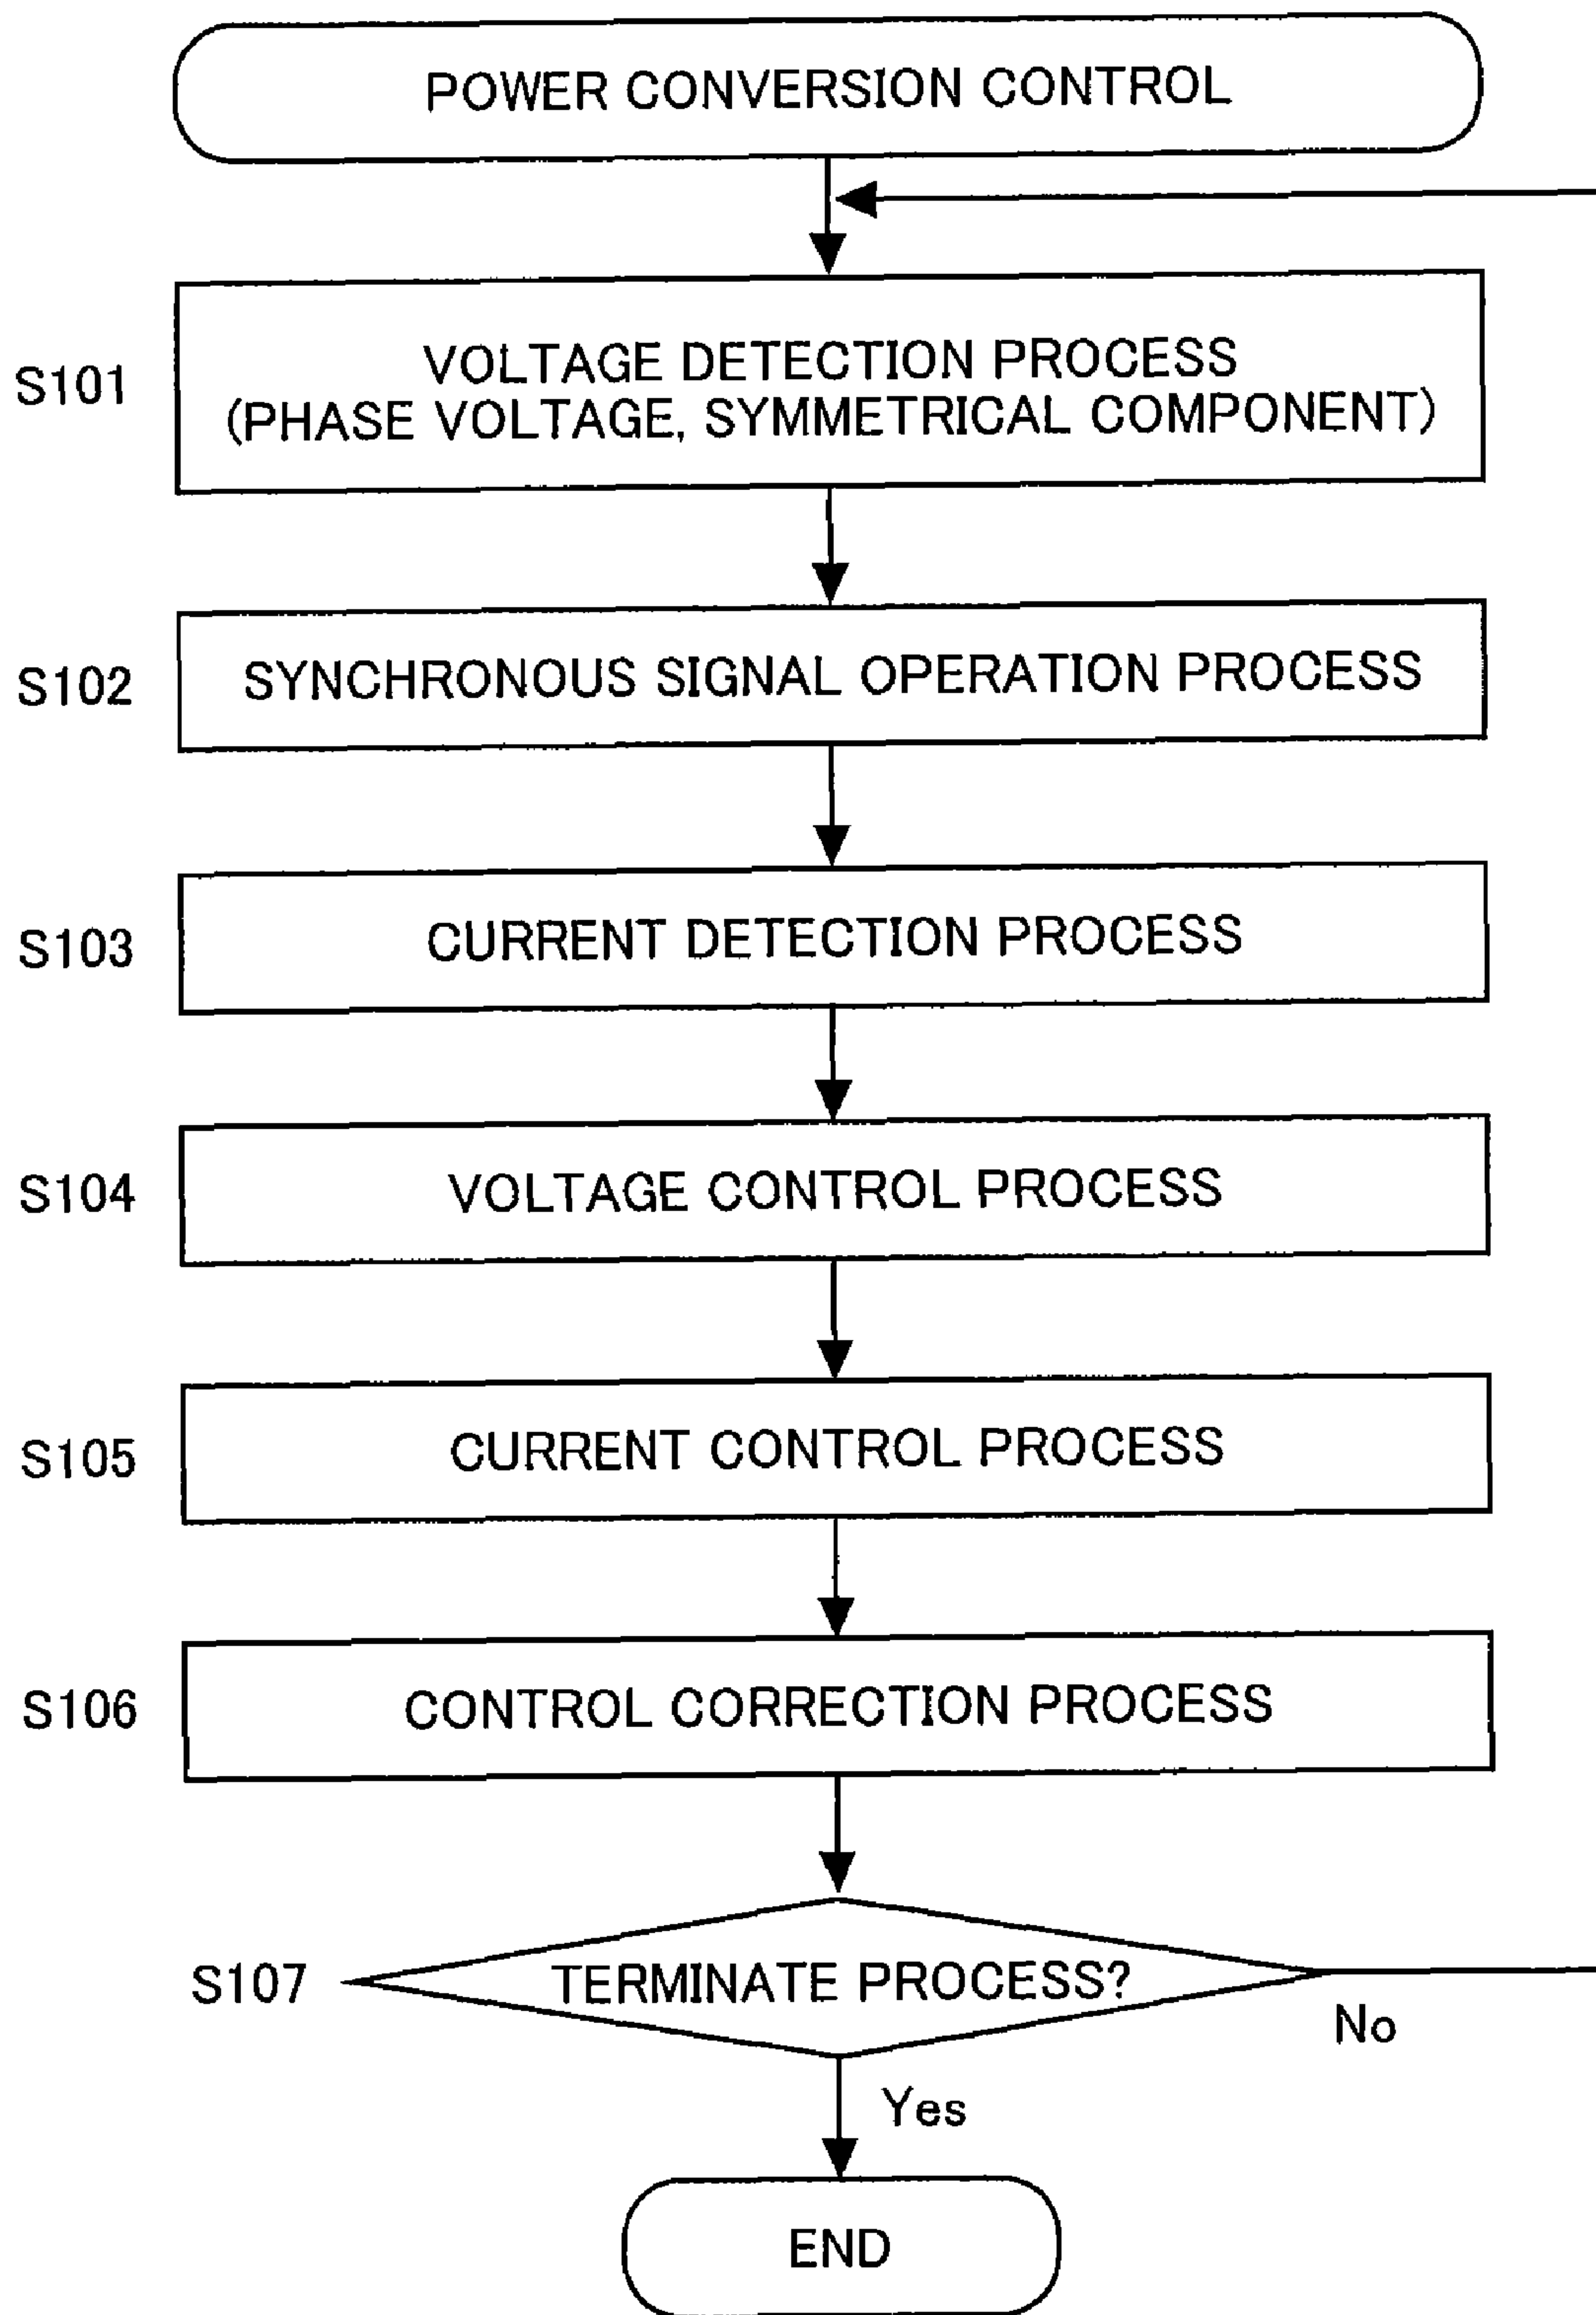 POWER CONVERSION CONTROL
S101
VOLTAGE DETECTION PROCESS
(PHASE VOLTAGE, SYMMETRICAL COMPONENT)
S102
SYNCHRONOUS SIGNAL OPERATION PROCESS
S103
CURRENT DETECTION PROCESS
S104
VOLTAGE CONTROL PROCESS
S105
CURRENT CONTROL PROCESS
S106
CONTROL CORRECTION PROCESS
S107
TERMINATE PROCESS?
No
Yes
END